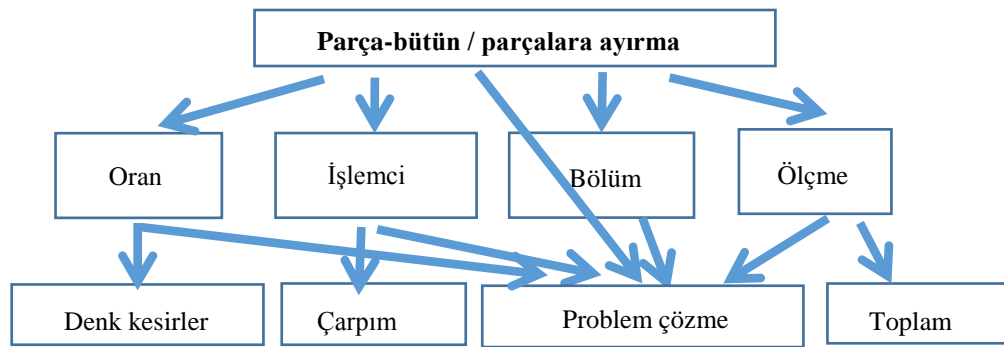 Parça-bütün / parçalara ayırma
Oran
İşlemci
Bölüm
Ölçme
Denk kesirler
Çarpım
Problem çözme
Toplam